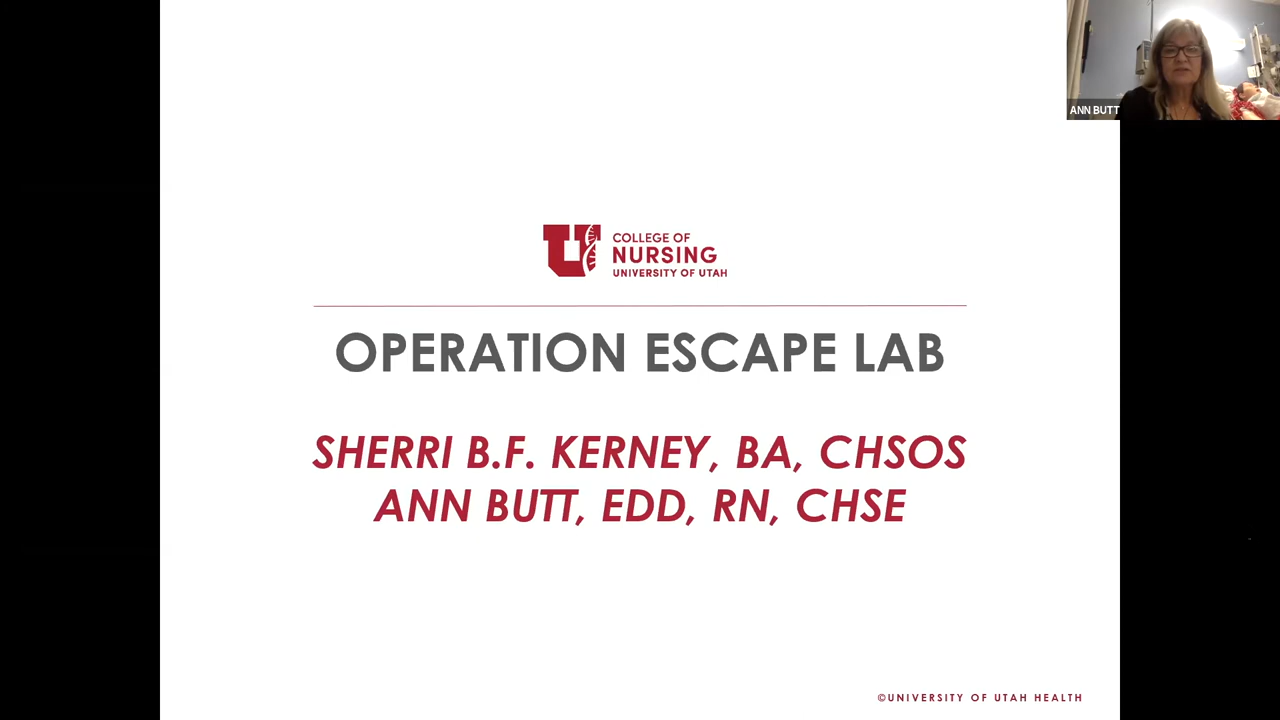 ANN BUTT
COLLEGE OF
NURSING
UNIVERSITY OF UTAH
OPERATION ESCAPE LAB
SHERRI B.F. KERNEY, BA, CHSOS
ANN BUTT, EDD, RN, CHSE
©UNIVERSITY OF UTAH HEALTH